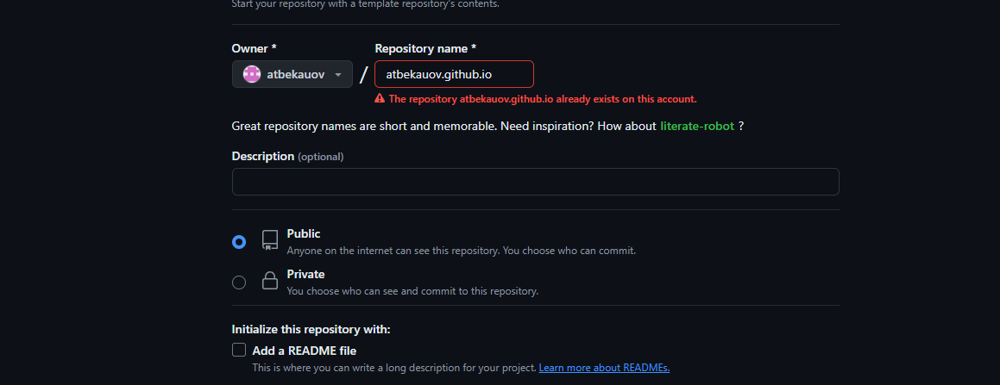 Start your repository with a template repository's contents.
Owner * Repository name *
atbekauov / atbekauov.github.io
The repository atbekauov.github.io already exists on this account.
Great repository names are short and memorable. Need inspiration? How about literate-robot ?
Description (optional)
Public
Anyone on the internet can see this repository. You choose who can commit.
Private
You choose who can see and commit to this repository.
Initialize this repository with:
Add a README file
This is where you can write a long description for your project. Learn more about READMEs.